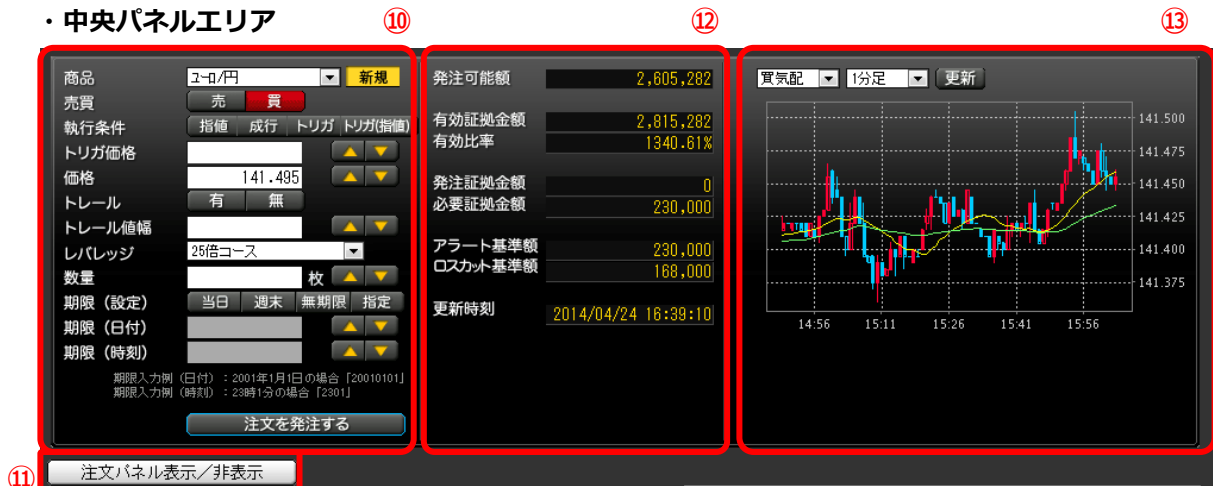 ・中央パネルエリア
⑩
⑫
⑬
商品 ユーロ/円 新規
売買 売 買
執行条件 指値 成行 トリガ トリガ(指値)
トリガ価格
価格 141.495
トレール 有 無
トレール値幅
レバレッジ 25倍コース
数量 枚
期限（設定） 当日 週末 無期限 指定
期限（日付）
期限（時刻）
期限入力例（日付）：2001年1月1日の場合「20010101」
期限入力例（時刻）：23時1分の場合「2301」
注文を発注する
発注可能額 2,605,282
有効証拠金額 2,815,282
有効比率 1340.61%
発注証拠金額 0
必要証拠金額 230,000
アラート基準額 230,000
ロスカット基準額 168,000
更新時刻 2014/04/24 16:39:10
買気配 1分足 更新
141.500
141.475
141.450
141.425
141.400
141.375
14:56 15:11 15:26 15:41 15:56
⑪ 注文パネル表示／非表示